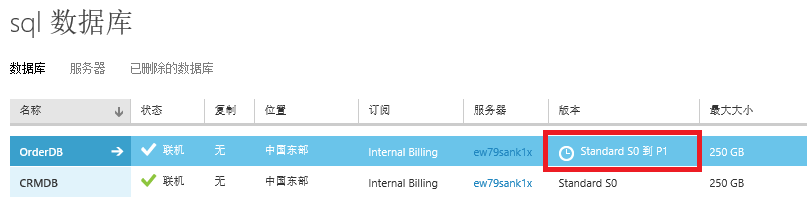 sql 数据库
数据库 服务器 已删除的数据库
名称 状态 复制 位置 订阅 服务器 版本 最大大小
OrderDB 联机 无 中国东部 Internal Billing ew79sank1x Standard S0 到 P1 250 GB
CRMDB 联机 无 中国东部 Internal Billing ew79sank1x Standard S0 250 GB